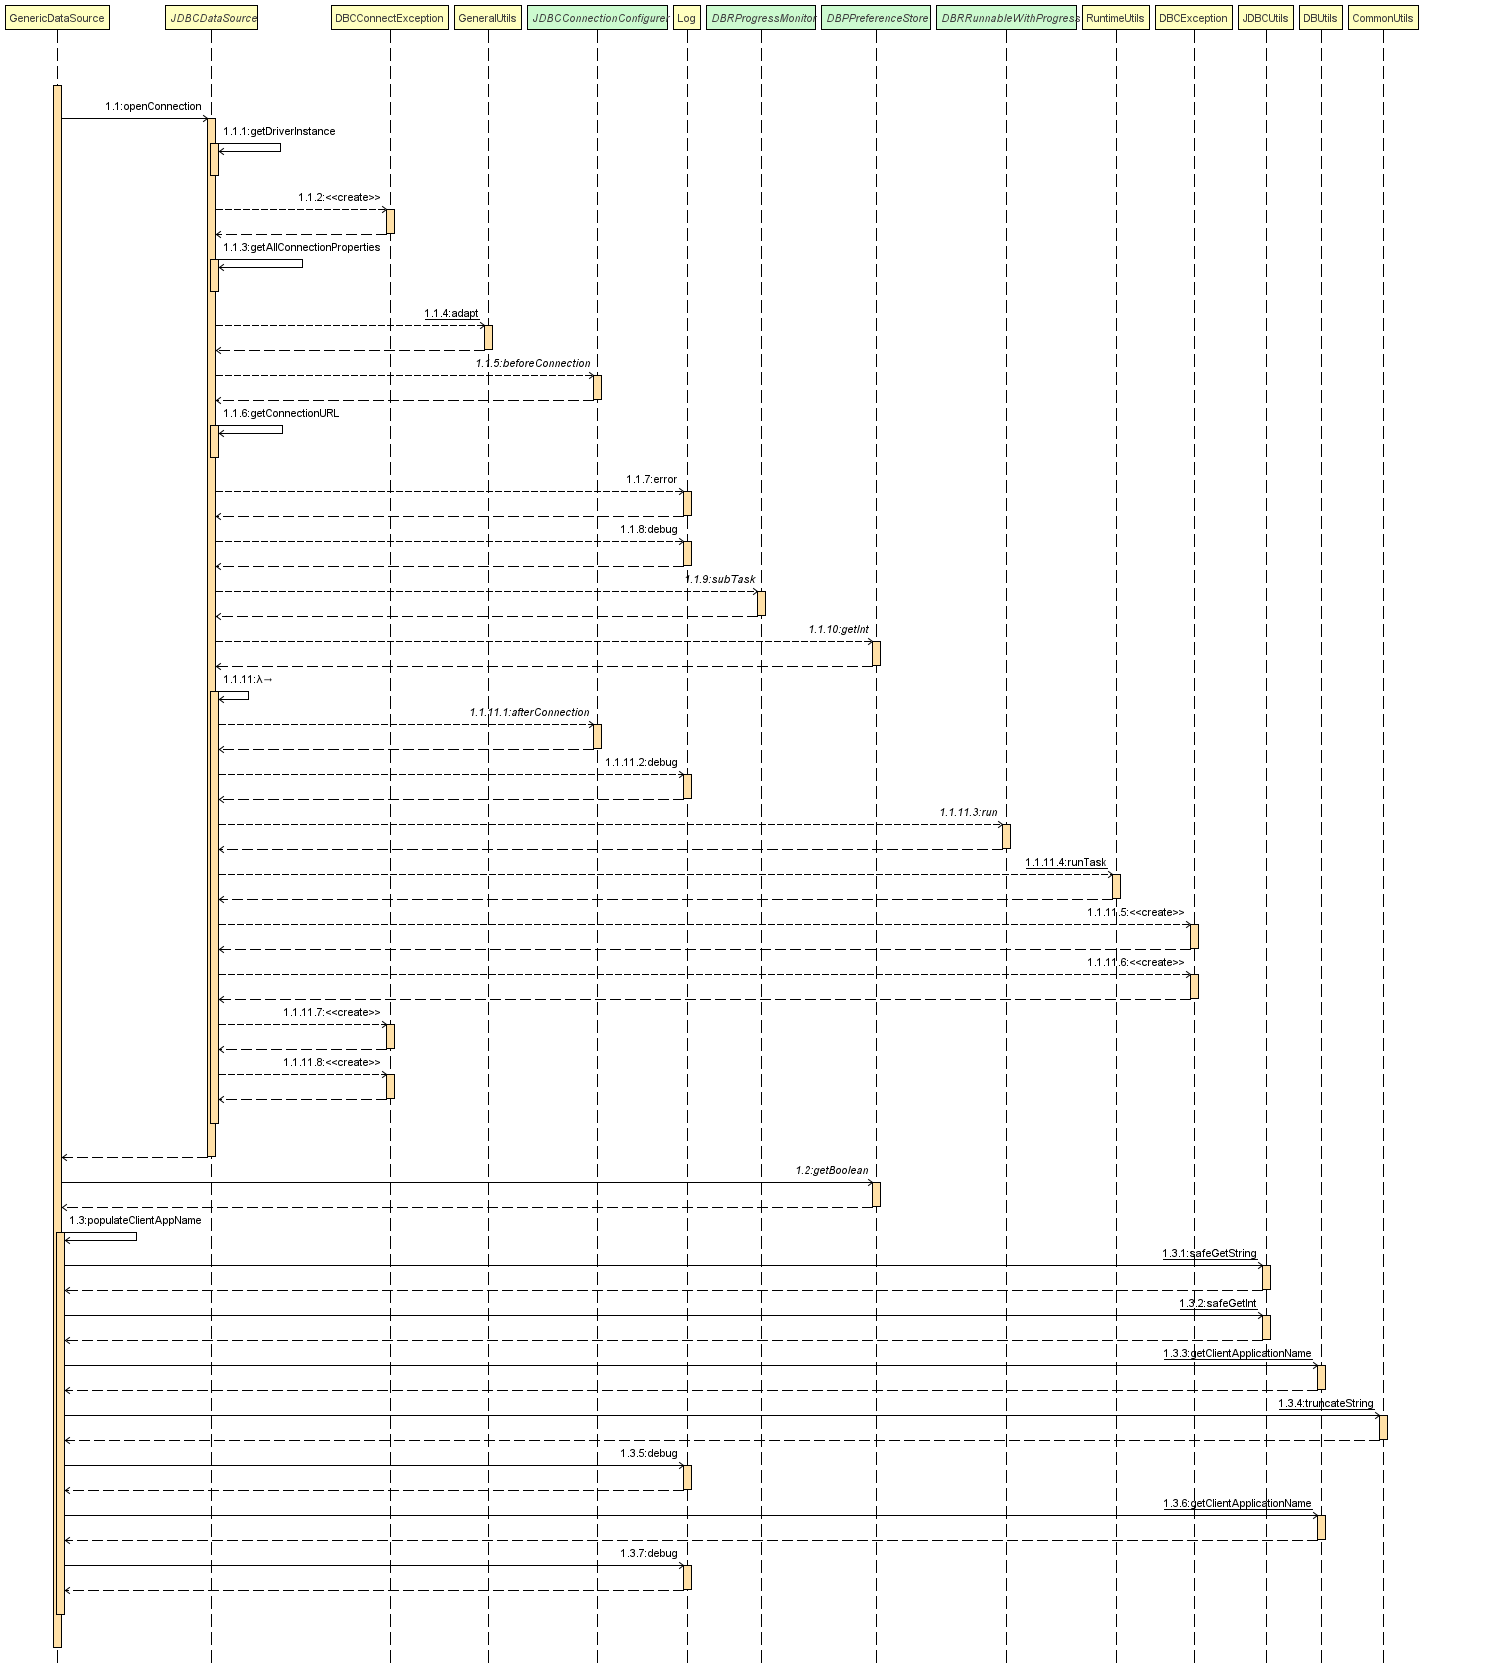 GenericDataSource
JDBCDataSource
DBCConnectException
GeneralUtils
JDBCConnectionConfigurer
Log
DBRProgressMonitor
DBPPreferenceStore
DBRRunnableWithProgress
RuntimeUtils
DBCException
JDBCUtils
DBUtils
CommonUtils
1.1:openConnection
1.1.1:getDriverInstance
1.1.2:<<create>>
1.1.3:getAllConnectionProperties
1.1.4:adapt
1.1.5:beforeConnection
1.1.6:getConnectionURL
1.1.7:error
1.1.8:debug
1.1.9:subTask
1.1.10:getInt
1.1.11:λ→
1.1.11.1:afterConnection
1.1.11.2:debug
1.1.11.3:run
1.1.11.4:runTask
1.1.11.5:<<create>>
1.1.11.6:<<create>>
1.1.11.7:<<create>>
1.1.11.8:<<create>>
1.2:getBoolean
1.3:populateClientAppName
1.3.1:safeGetString
1.3.2:safeGetInt
1.3.3:getClientApplicationName
1.3.4:truncateString
1.3.5:debug
1.3.6:getClientApplicationName
1.3.7:debug